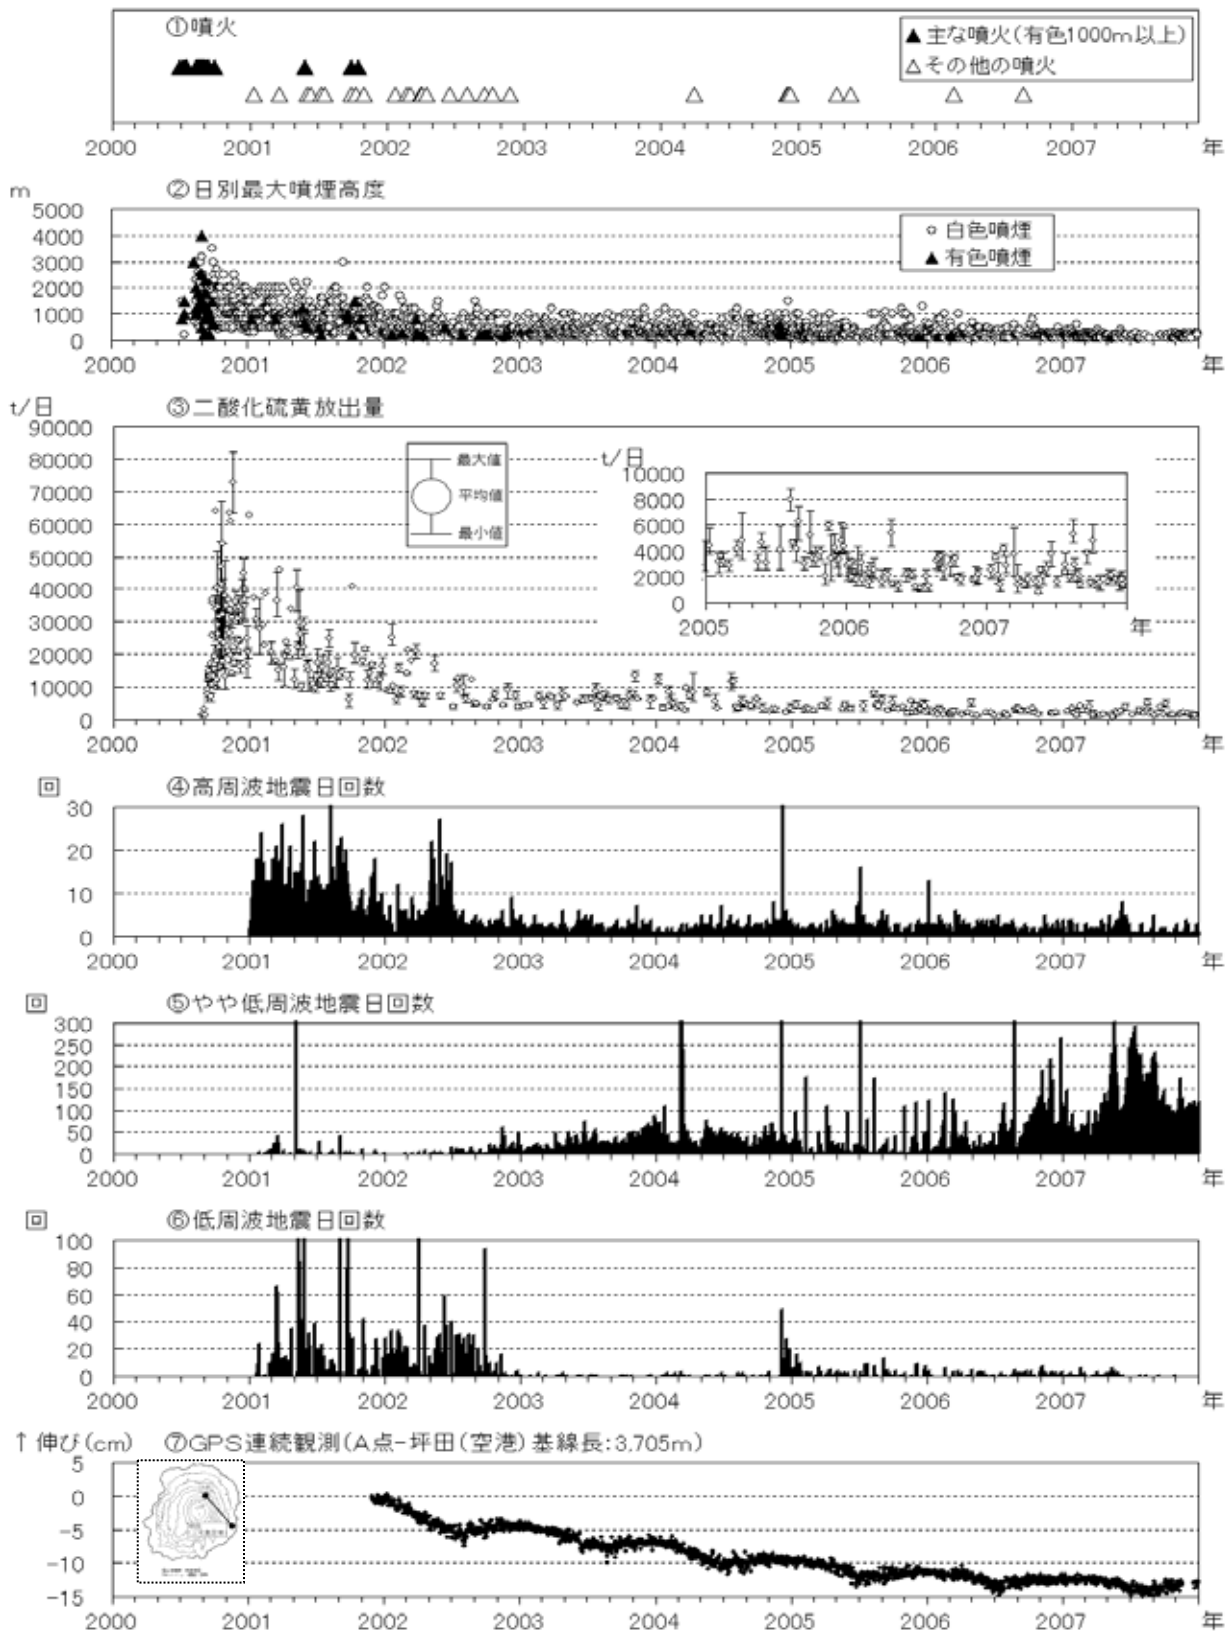 ①噴火
▲主な噴火(有色1000m以上)
△その他の噴火
2000 2001 2002 2003 2004 2005 2006 2007 年
m ②日別最大噴煙高度
5000
4000
3000
2000
1000
0
○ 白色噴煙
▲ 有色噴煙
2000 2001 2002 2003 2004 2005 2006 2007 年
t/日 ③二酸化硫黄放出量
90000
80000
70000
60000
50000
40000
30000
20000
10000
0
最大値
平均値
最小値
t/日
10000
8000
6000
4000
2000
0
2005 2006 2007 年
2000 2001 2002 2003 2004 2005 2006 2007 年
回 ④高周波地震日回数
30
20
10
0
2000 2001 2002 2003 2004 2005 2006 2007 年
回 ⑤やや低周波地震日回数
300
250
200
150
100
50
0
2000 2001 2002 2003 2004 2005 2006 2007 年
回 ⑥低周波地震日回数
100
80
60
40
20
0
2000 2001 2002 2003 2004 2005 2006 2007 年
↑伸び(cm) ⑦GPS連続観測(A点-坪田(空港)基線長:3,705m)
5
0
-5
-10
-15
2000 2001 2002 2003 2004 2005 2006 2007 年